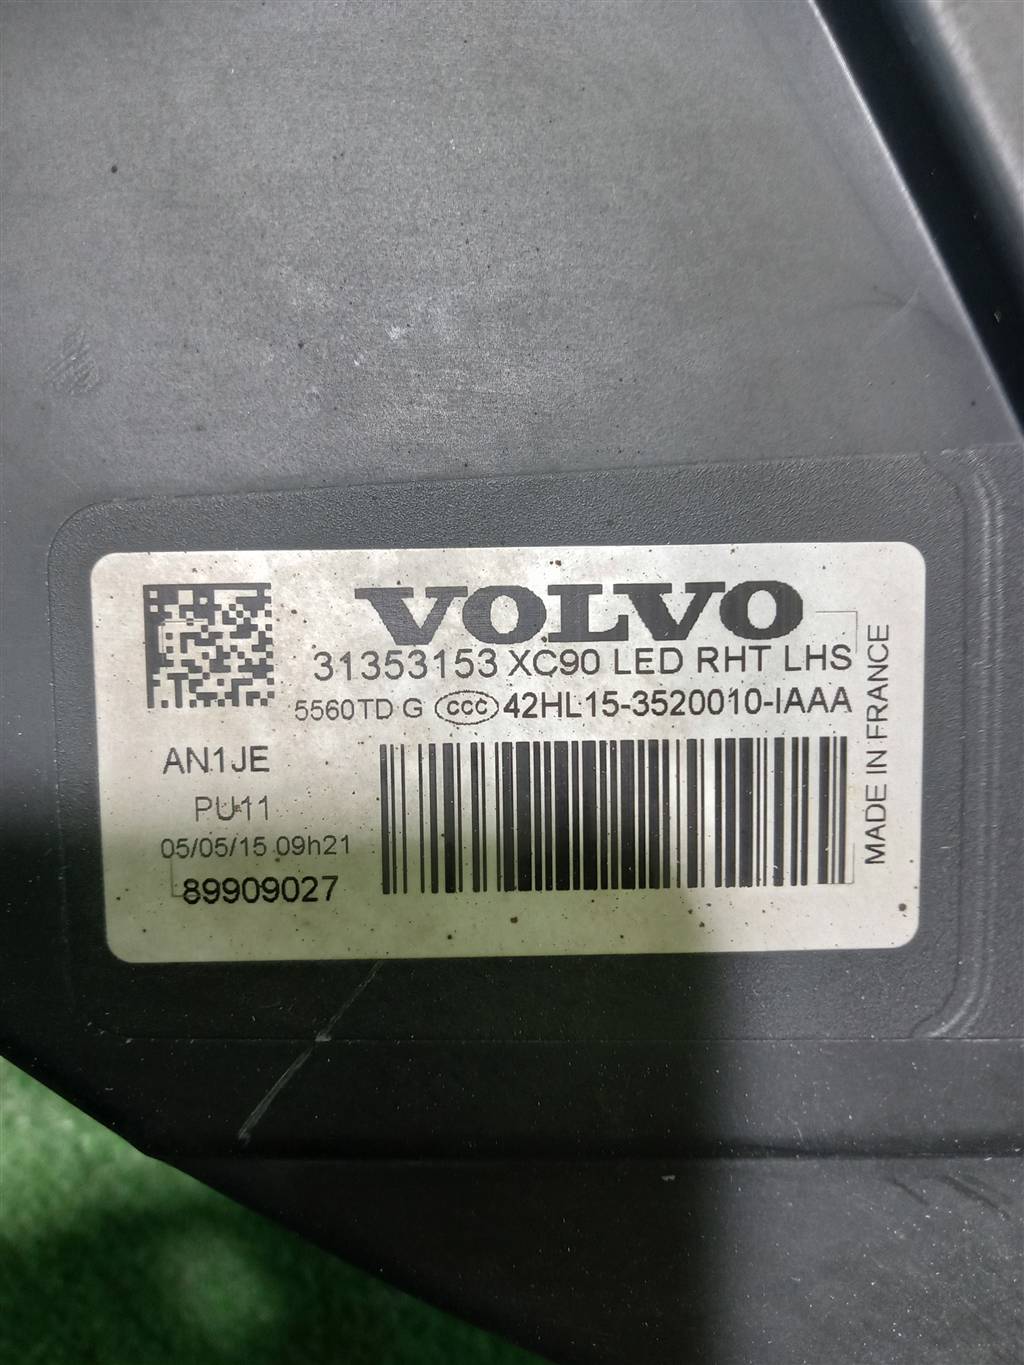 VOLVO
31353153 XC90 LED RHT LHS
5560TD G CCC 42HL15-3520010-IAAA
AN1JE
PU11
05/05/15 09h21
89909027
MADE IN FRANCE